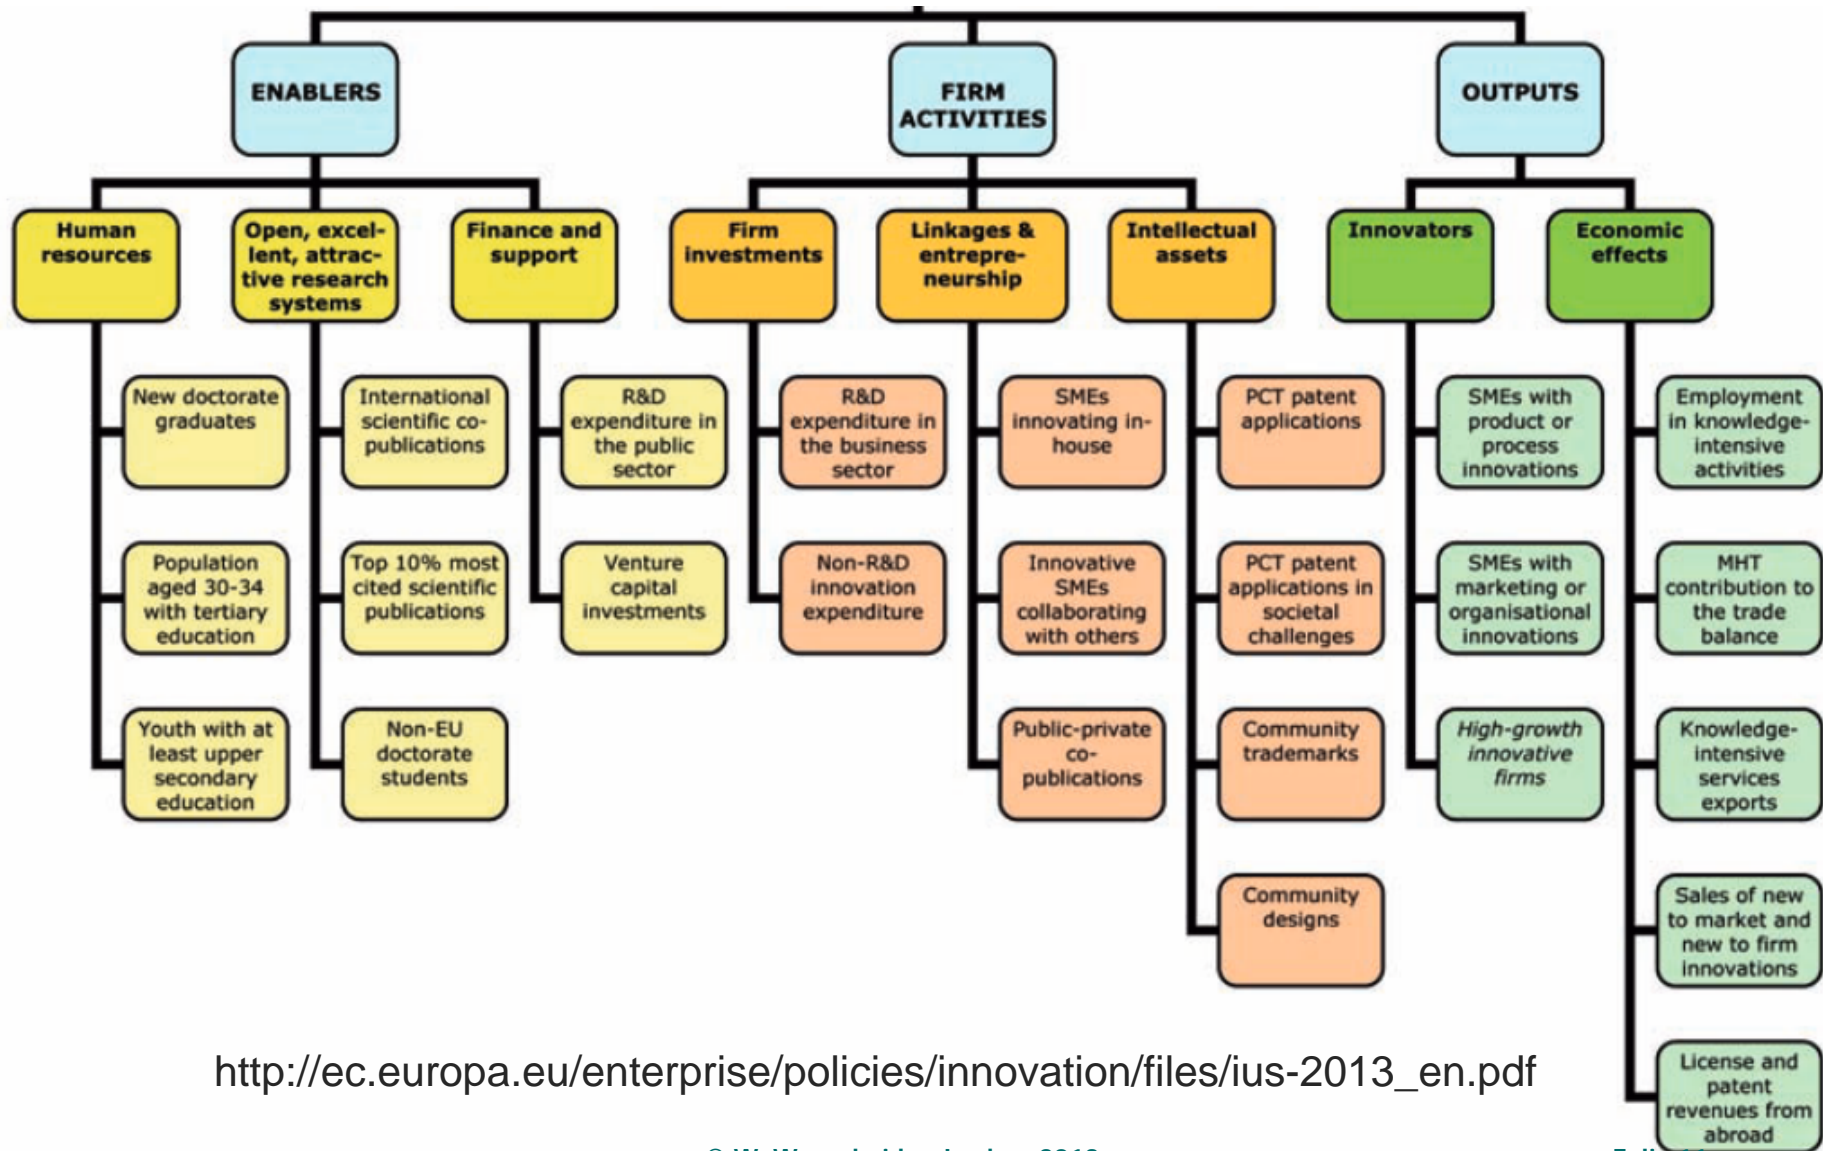 ENABLERS
FIRM
ACTIVITIES
OUTPUTS
Human
resources
Open, excel-
lent, attrac-
tive research
systems
Finance and
support
Firm
investments
Linkages &
entrepre-
neurship
Intellectual
assets
Innovators
Economic
effects
New doctorate
graduates
Population
aged 30-34
with tertiary
education
Youth with at
least upper
secondary
education
International
scientific co-
publications
Top 10% most
cited scientific
publications
Non-EU
doctorate
students
R&D
expenditure in
the public
sector
Venture
capital
investments
R&D
expenditure in
the business
sector
Non-R&D
innovation
expenditure
SMEs
innovating in-
house
Innovative
SMEs
collaborating
with others
Public-private
co-
publications
PCT patent
applications
PCT patent
applications in
societal
challenges
Community
trademarks
Community
designs
SMEs with
product or
process
innovations
SMEs with
marketing or
organisational
innovations
High-growth
innovative
firms
Employment
in knowledge-
intensive
activities
MHT
contribution to
the trade
balance
Knowledge-
intensive
services
exports
Sales of new
to market and
new to firm
innovations
License and
patent
revenues from
abroad
http://ec.europa.eu/enterprise/policies/innovation/files/ius-2013_en.pdf